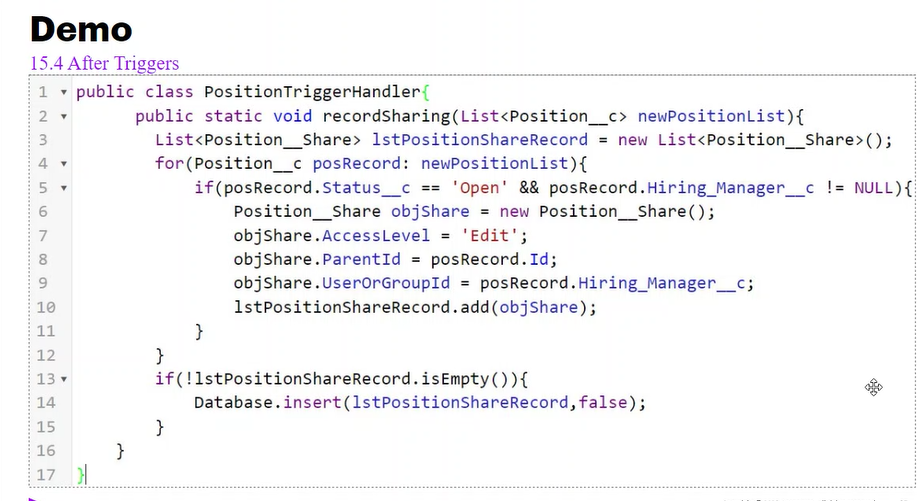 Demo
15.4 After Triggers
1 public class PositionTriggerHandler{
2 public static void recordSharing(List<Position__c> newPositionList){
3 List<Position__Share> lstPositionShareRecord = new List<Position__Share>();
4 for(Position__c posRecord: newPositionList){
5 if(posRecord.Status__c == 'Open' && posRecord.Hiring_Manager__c != NULL){
6 Position__Share objShare = new Position__Share();
7 objShare.AccessLevel = 'Edit';
8 objShare.ParentId = posRecord.Id;
9 objShare.UserOrGroupId = posRecord.Hiring_Manager__c;
10 lstPositionShareRecord.add(objShare);
11 }
12 }
13 if(!lstPositionShareRecord.isEmpty()){
14 Database.insert(lstPositionShareRecord,false);
15 }
16 }
17 }